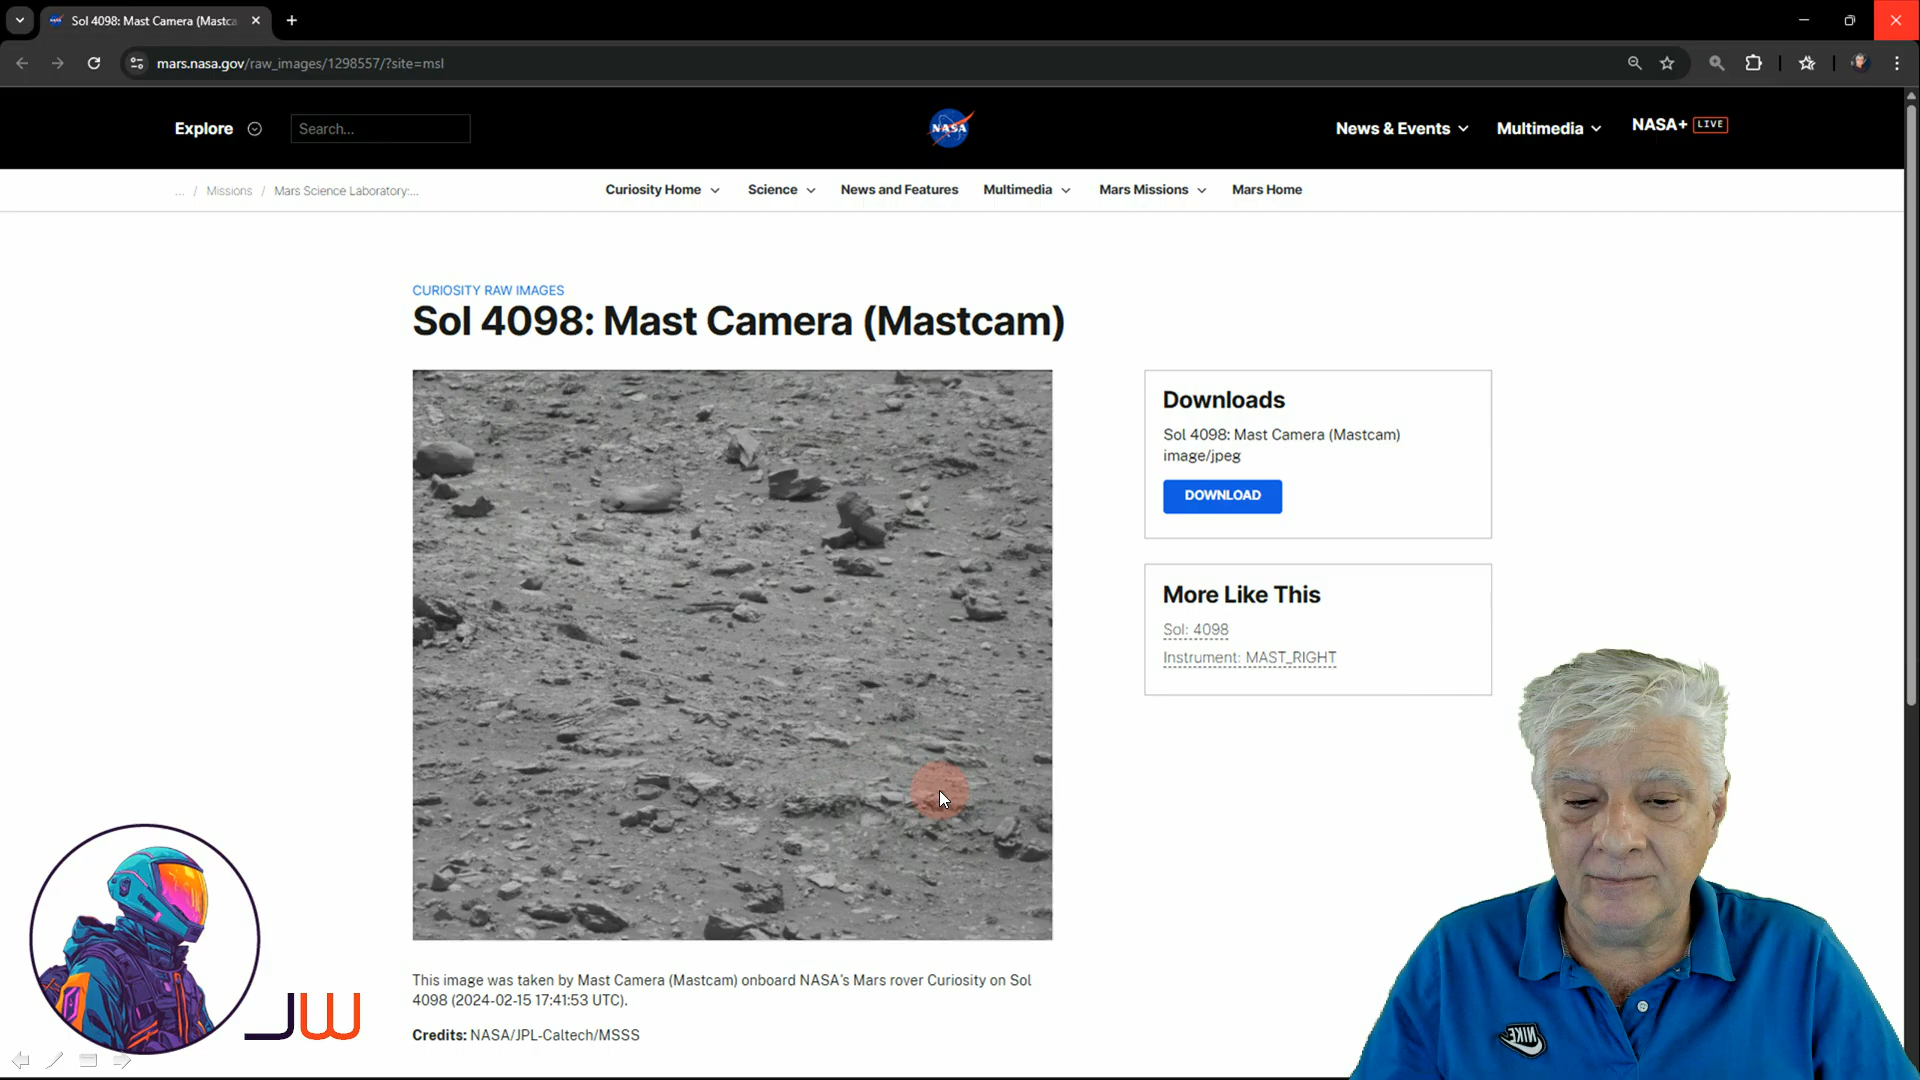 Sol 4098: Mast Camera (Mastca
mars.nasa.gov/raw_images/1298557/?site=msl
Explore
Search...
NASA
News & Events
Multimedia
NASA+ LIVE
... / Missions / Mars Science Laboratory:...
Curiosity Home
Science
News and Features
Multimedia
Mars Missions
Mars Home
CURIOSITY RAW IMAGES
Sol 4098: Mast Camera (Mastcam)
Downloads
Sol 4098: Mast Camera (Mastcam)
image/jpeg
DOWNLOAD
More Like This
Sol: 4098
Instrument: MAST_RIGHT
This image was taken by Mast Camera (Mastcam) onboard NASA's Mars rover Curiosity on Sol
4098 (2024-02-15 17:41:53 UTC).
Credits: NASA/JPL-Caltech/MSSS
JW
NIKE